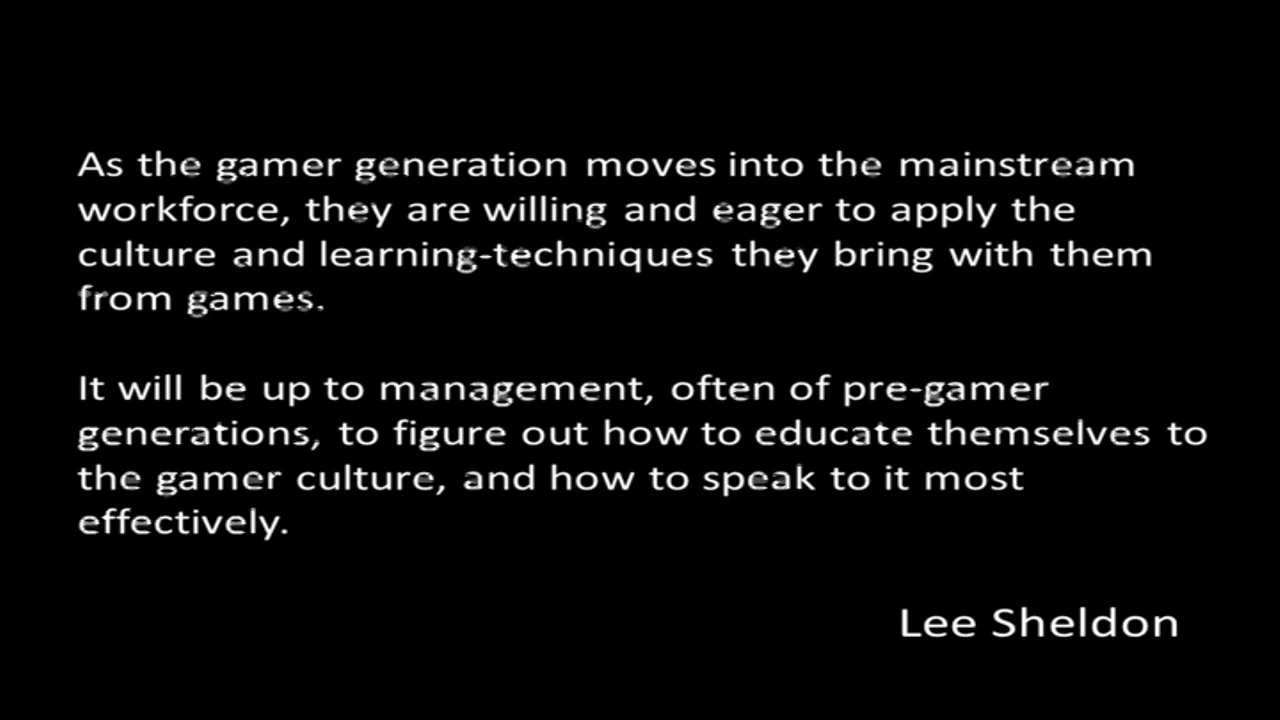 As the gamer generation moves into the mainstream
workforce, they are willing and eager to apply the
culture and learning-techniques they bring with them
from games.
It will be up to management, often of pre-gamer
generations, to figure out how to educate themselves to
the gamer culture, and how to speak to it most
effectively.
Lee Sheldon